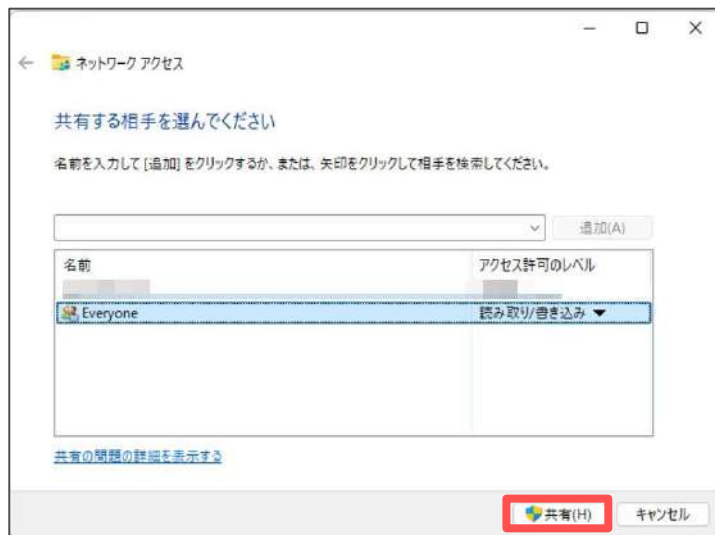 ネットワーク アクセス
共有する相手を選んでください
名前を入力して [追加] をクリックするか、または、矢印をクリックして相手を検索してください。
追加(A)
名前 アクセス許可のレベル
Everyone 読み取り/書き込み
共有の問題の詳細を表示する
共有(H) キャンセル